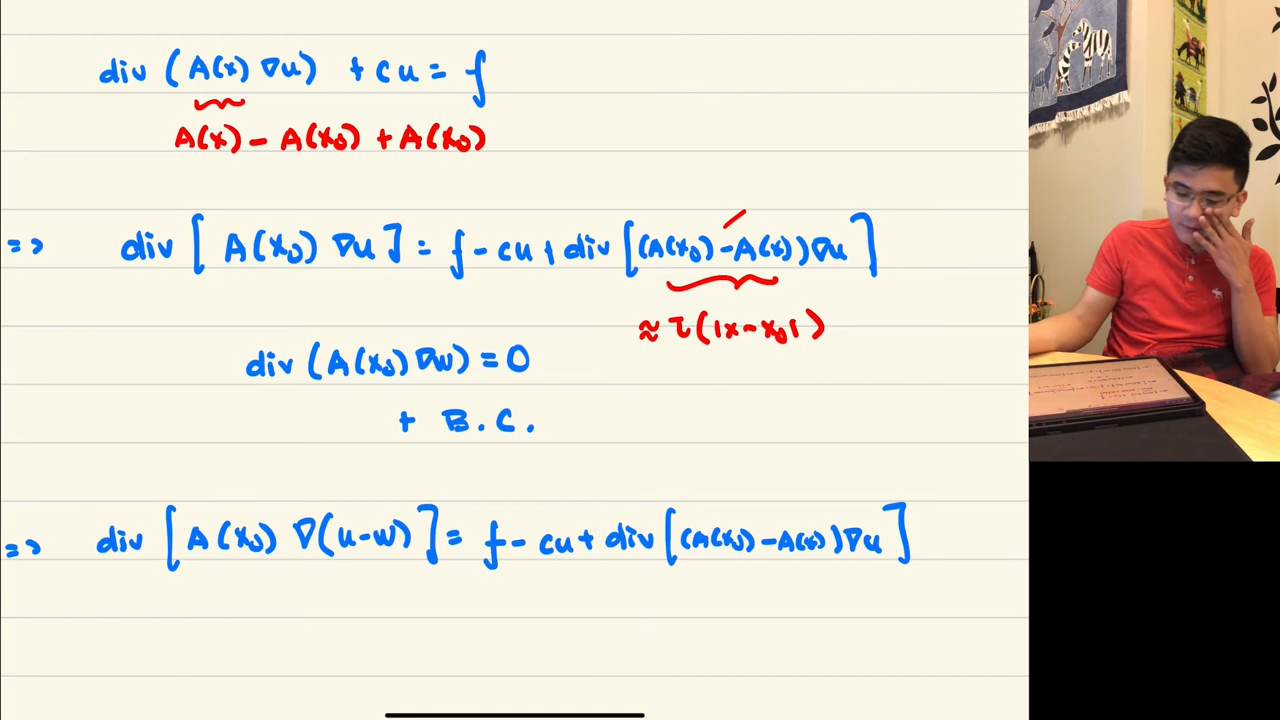 div (A(x) ∇u) + cu = f
A(x) - A(x₀) + A(x₀)
=> div [ A(x₀) ∇u ] = f - cu + div [(A(x₀) - A(x)) ∇u ]
≈ τ(|x - x₀|)
div (A(x₀) ∇w) = 0
+ B.C.
=> div [ A(x₀) ∇(u-w) ] = f - cu + div [(A(x₀) - A(x)) ∇u ]